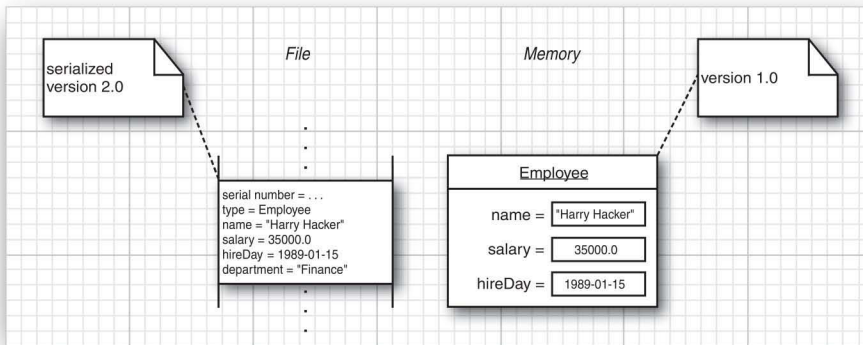 File
Memory
serialized
version 2.0
version 1.0
serial number = . . .
type = Employee
name = "Harry Hacker"
salary = 35000.0
hireDay = 1989-01-15
department = "Finance"
Employee
name = "Harry Hacker"
salary = 35000.0
hireDay = 1989-01-15